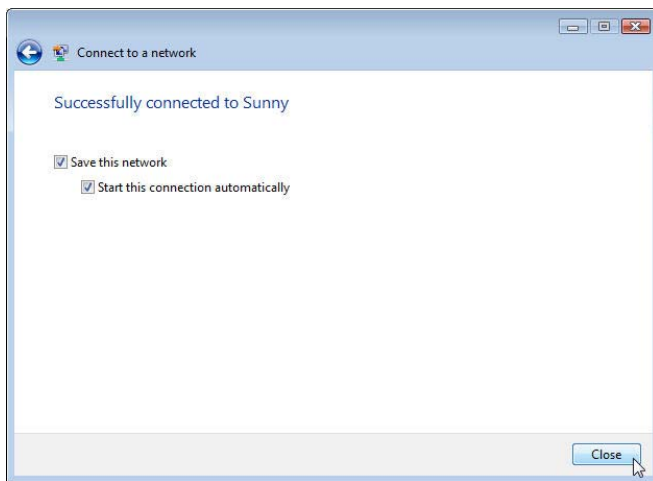 Connect to a network
Successfully connected to Sunny
Save this network
Start this connection automatically
Close